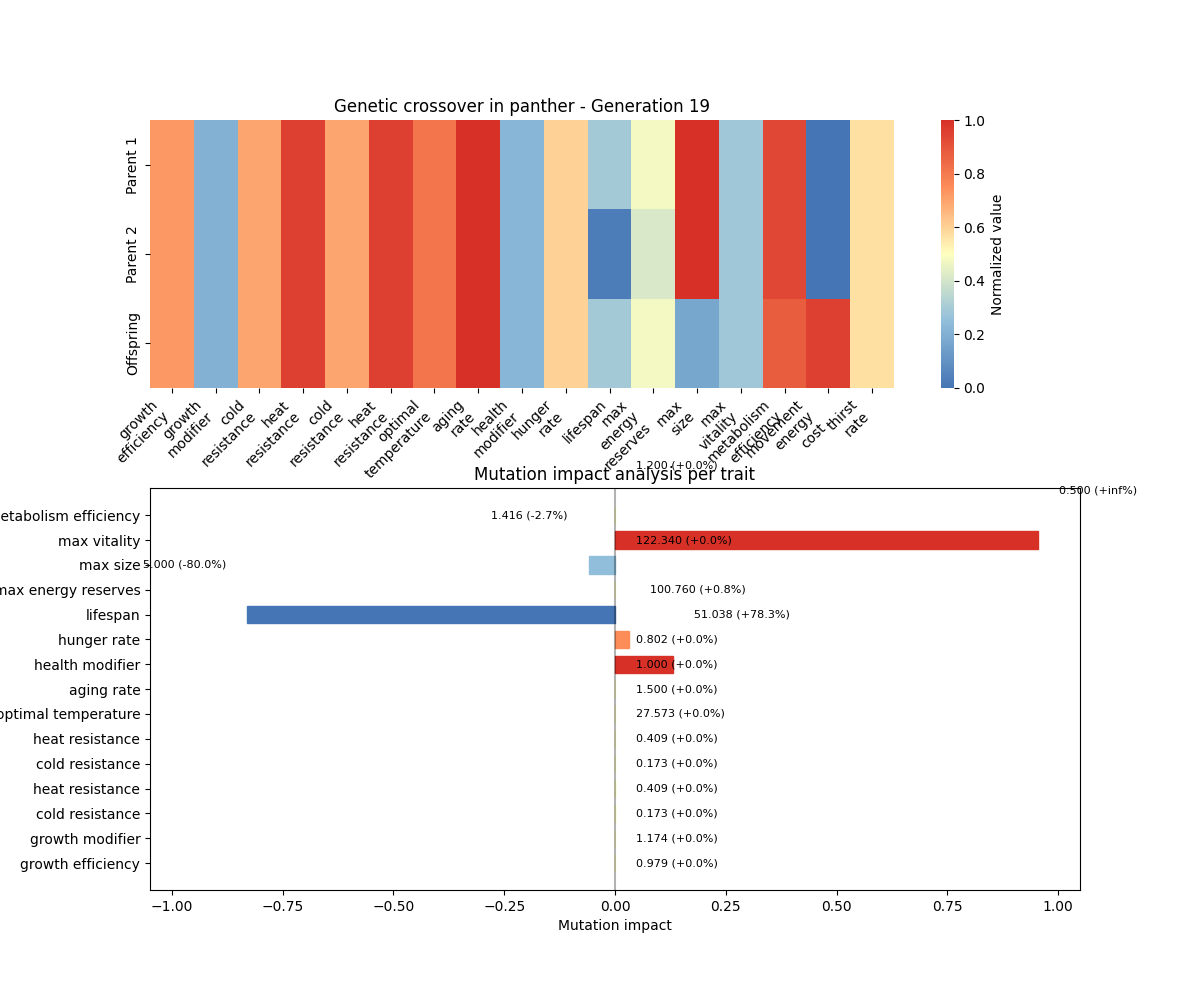 Genetic crossover in panther - Generation 19
Parent 1
Parent 2
Offspring
growth
efficiency
growth
modifier
cold
resistance
heat
resistance
cold
resistance
heat
resistance
optimal
temperature
aging
rate
health
modifier
hunger
rate
lifespan
max
energy
reserves
max
size
max
vitality
metabolism
efficiency
movement
energy
cost
thirst
rate
1.0
0.8
0.6
0.4
0.2
0.0
Normalized value
1.200 (+0.0%)
Mutation impact analysis per trait
0.500 (+inf%)
etabolism efficiency
1.416 (-2.7%)
max vitality
122.340 (+0.0%)
max size
5.000 (-80.0%)
max energy reserves
100.760 (+0.8%)
lifespan
51.038 (+78.3%)
hunger rate
0.802 (+0.0%)
health modifier
1.000 (+0.0%)
aging rate
1.500 (+0.0%)
optimal temperature
27.573 (+0.0%)
heat resistance
0.409 (+0.0%)
cold resistance
0.173 (+0.0%)
heat resistance
0.409 (+0.0%)
cold resistance
0.173 (+0.0%)
growth modifier
1.174 (+0.0%)
growth efficiency
0.979 (+0.0%)
−1.00
−0.75
−0.50
−0.25
0.00
0.25
0.50
0.75
1.00
Mutation impact